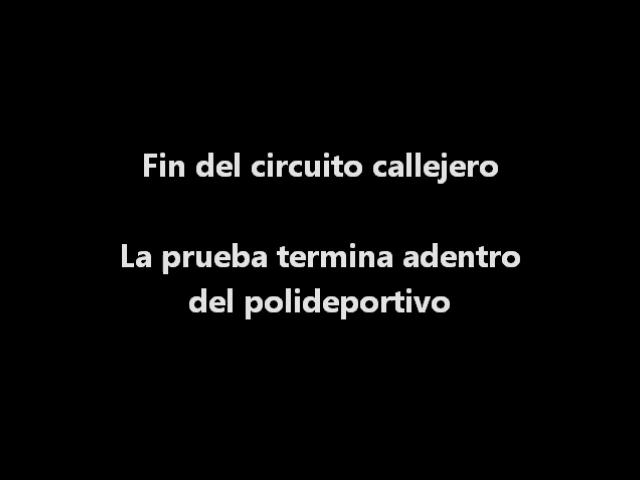 Fin del circuito callejero
La prueba termina adentro
del polideportivo